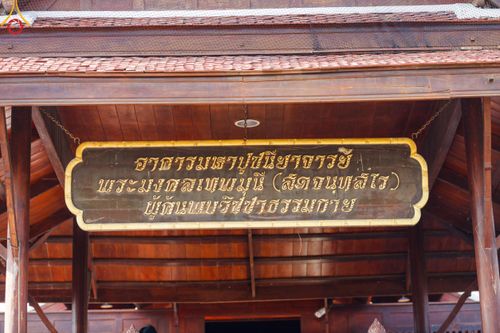 อาคารมหาปูชนียาจารย์
พระมงคลเทพมุนี (สดจนฺทสโร)
ผู้ค้นพบวิชชาธรรมกาย